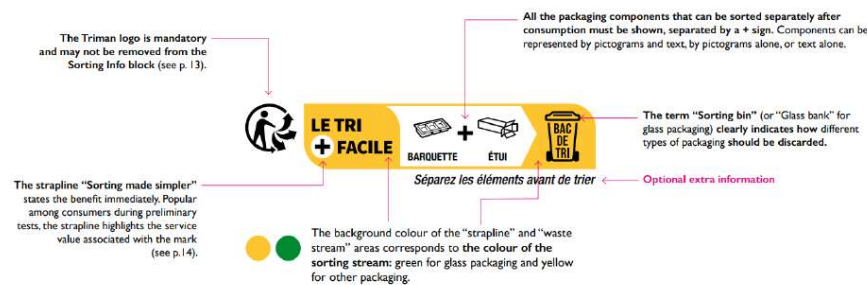 All the packaging components that can be sorted separately after
consumption must be shown, separated by a + sign. Components can be
represented by pictograms and text, by pictograms alone, or text alone.
The Triman logo is mandatory
and may not be removed from the
Sorting Info block (see p. 13).
LE TRI
+ FACILE
BARQUETTE
+
ÉTUI
BAC
DE
TRI
Séparez les éléments avant de trier
The term “Sorting bin” (or “Glass bank” for
glass packaging) clearly indicates how different
types of packaging should be discarded.
Optional extra information
The strapline “Sorting made simpler”
states the benefit immediately. Popular
among consumers during preliminary
tests, the strapline highlights the service
value associated with the mark
(see p.14).
The background colour of the “strapline” and “waste
stream” areas corresponds to the colour of the
sorting stream: green for glass packaging and yellow
for other packaging.